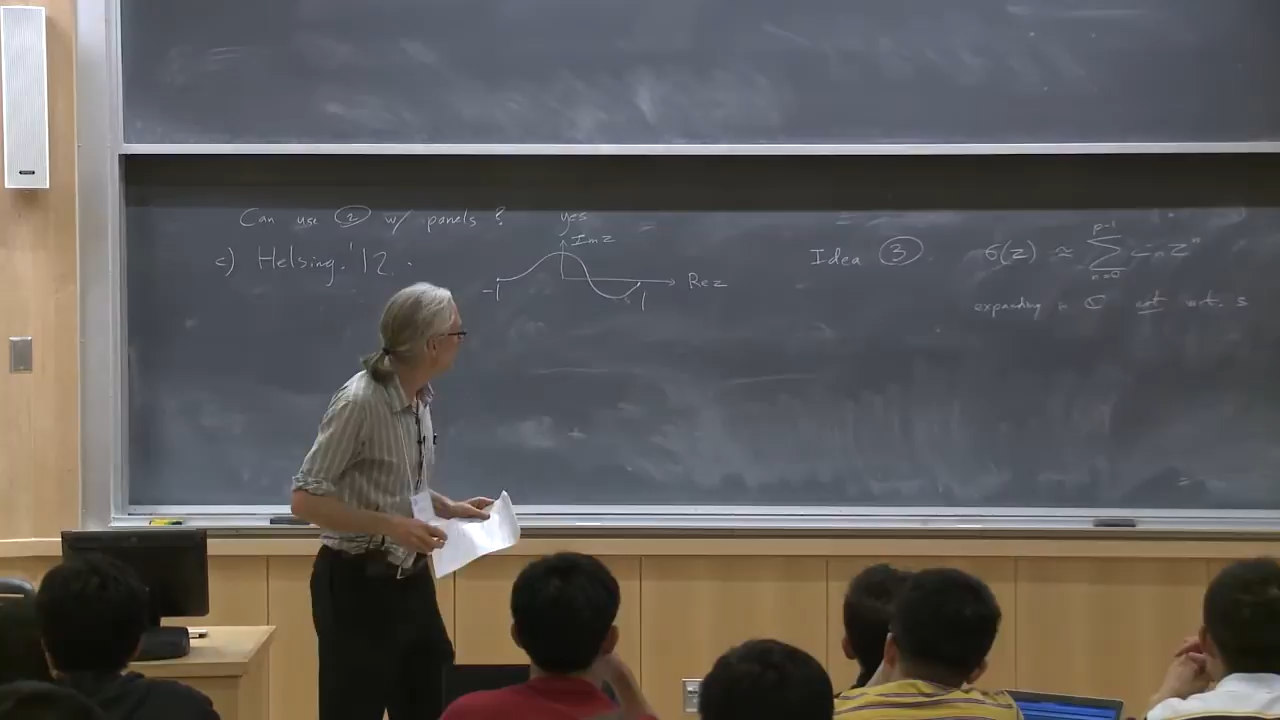 Can use ② w/ panels? yes
c) Helsing '12.
Im z
Re z
-1
1
Idea ③
σ(z) ≈ ∑_{n=0}^{p-1} c_n z^n
expanding in ℂ not wrt. s